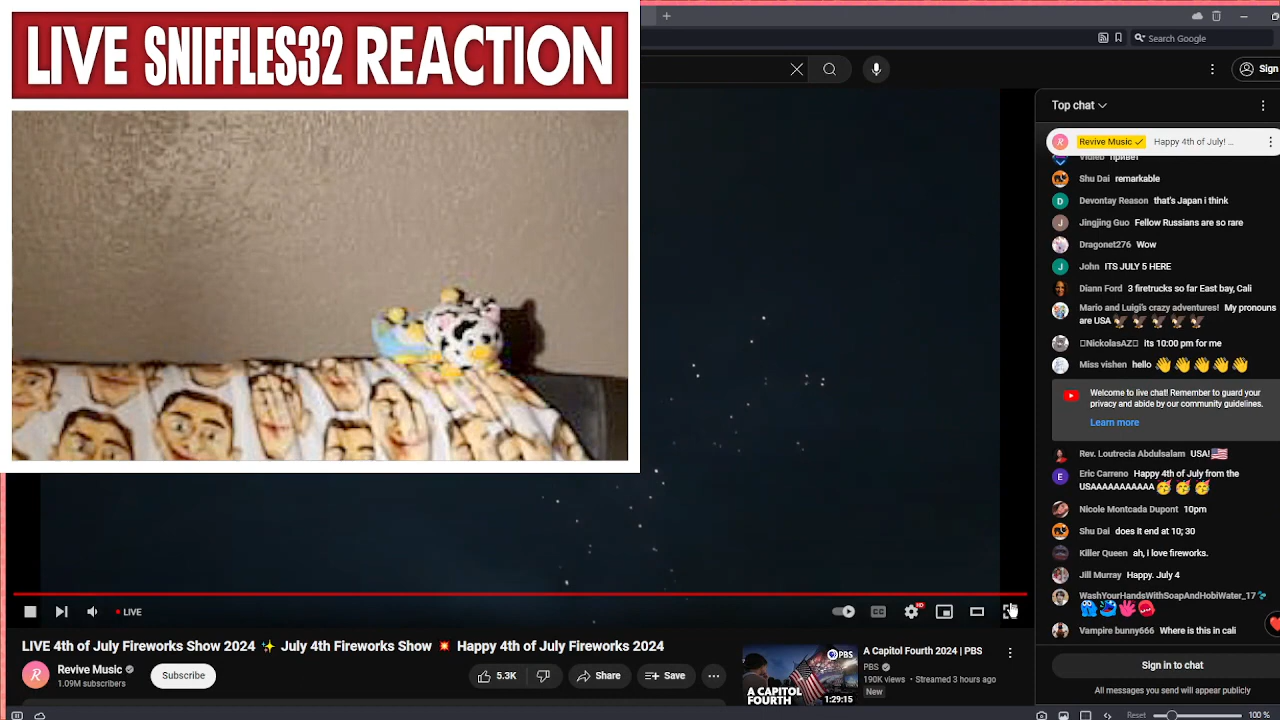 LIVE SNIFFLES32 REACTION
Search Google
Sign
Top chat
Revive Music Happy 4th of July! ...
привет
Shu Dai remarkable
Devontay Reason that's Japan i think
Jingjing Guo Fellow Russians are so rare
Dragonet276 Wow
John ITS JULY 5 HERE
Diann Ford 3 firetrucks so far East bay, Cali
Mario and Luigi's crazy adventures! My pronouns
are USA 🦅 🦅 🦅 🦅 🦅
NickolasAZ Its 10:00 pm for me
Miss vishen hello 👋👋👋👋👋
Welcome to live chat! Remember to guard your
privacy and abide by our community guidelines.
Learn more
Rev. Loutrecia Abdulsalam USA!🇺🇸
Eric Carreno Happy 4th of July from the
USAAAAAAAAAAA 🥳 🥳 🥳
Nicole Montcada Dupont 10pm
Shu Dai does it end at 10; 30
Killer Queen ah, I love fireworks.
Jill Murray Happy. July 4
WashYourHandsWithSoapAndHobiWater_17
Vampire bunny666 Where is this in cali
Sign in to chat
All messages you send will appear publicly
LIVE
CC
HD
LIVE 4th of July Fireworks Show 2024 ✨ July 4th Fireworks Show 💥 Happy 4th of July Fireworks 2024
Revive Music
1.09M subscribers
Subscribe
5.3K
Share
Save
PBS
A CAPITOL
FOURTH
1:29:15
A Capitol Fourth 2024 | PBS
PBS
190K views • Streamed 3 hours ago
New
Reset
100 %